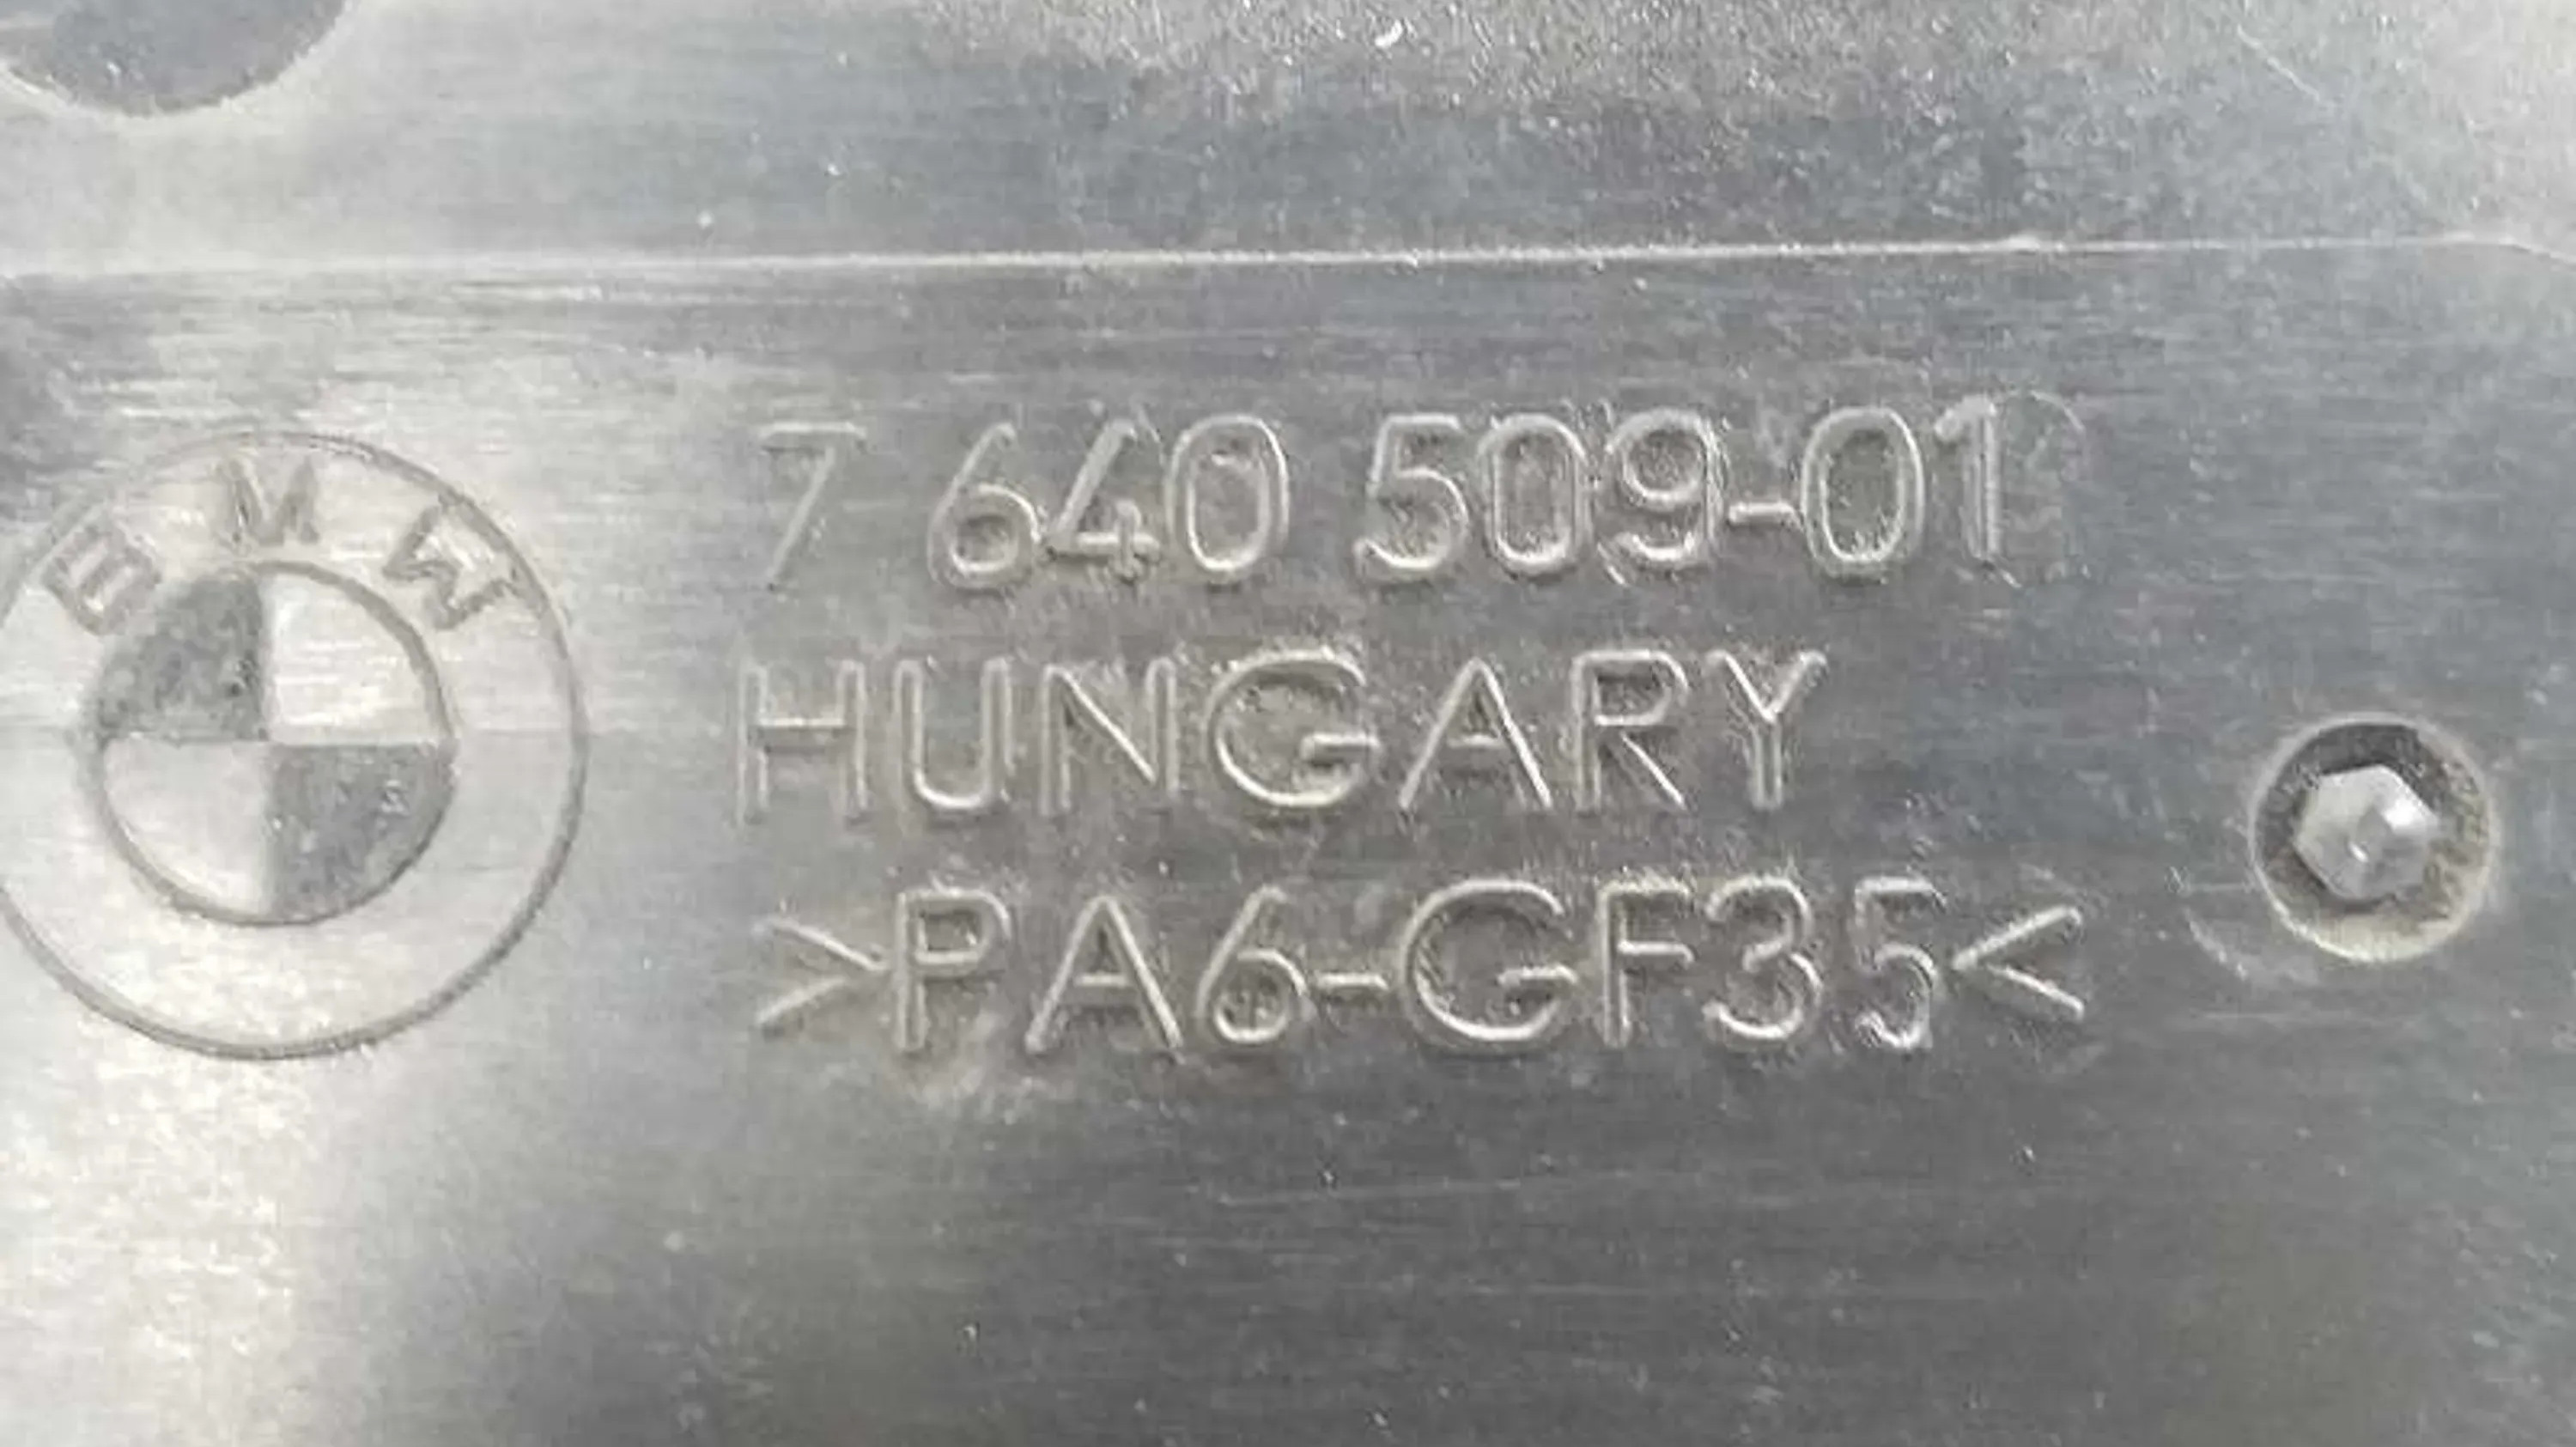 BMW
7 640 509-01
HUNGARY
>PA6-GF35<